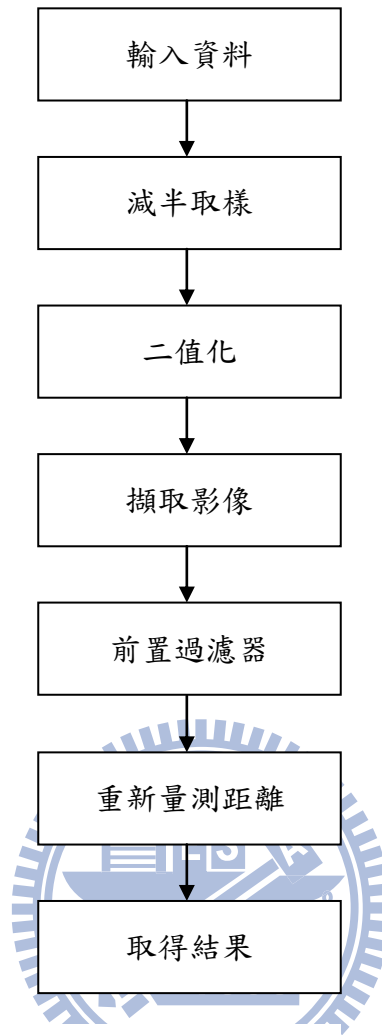 輸入資料
減半取樣
二值化
擷取影像
前置過濾器
重新量測距離
取得結果